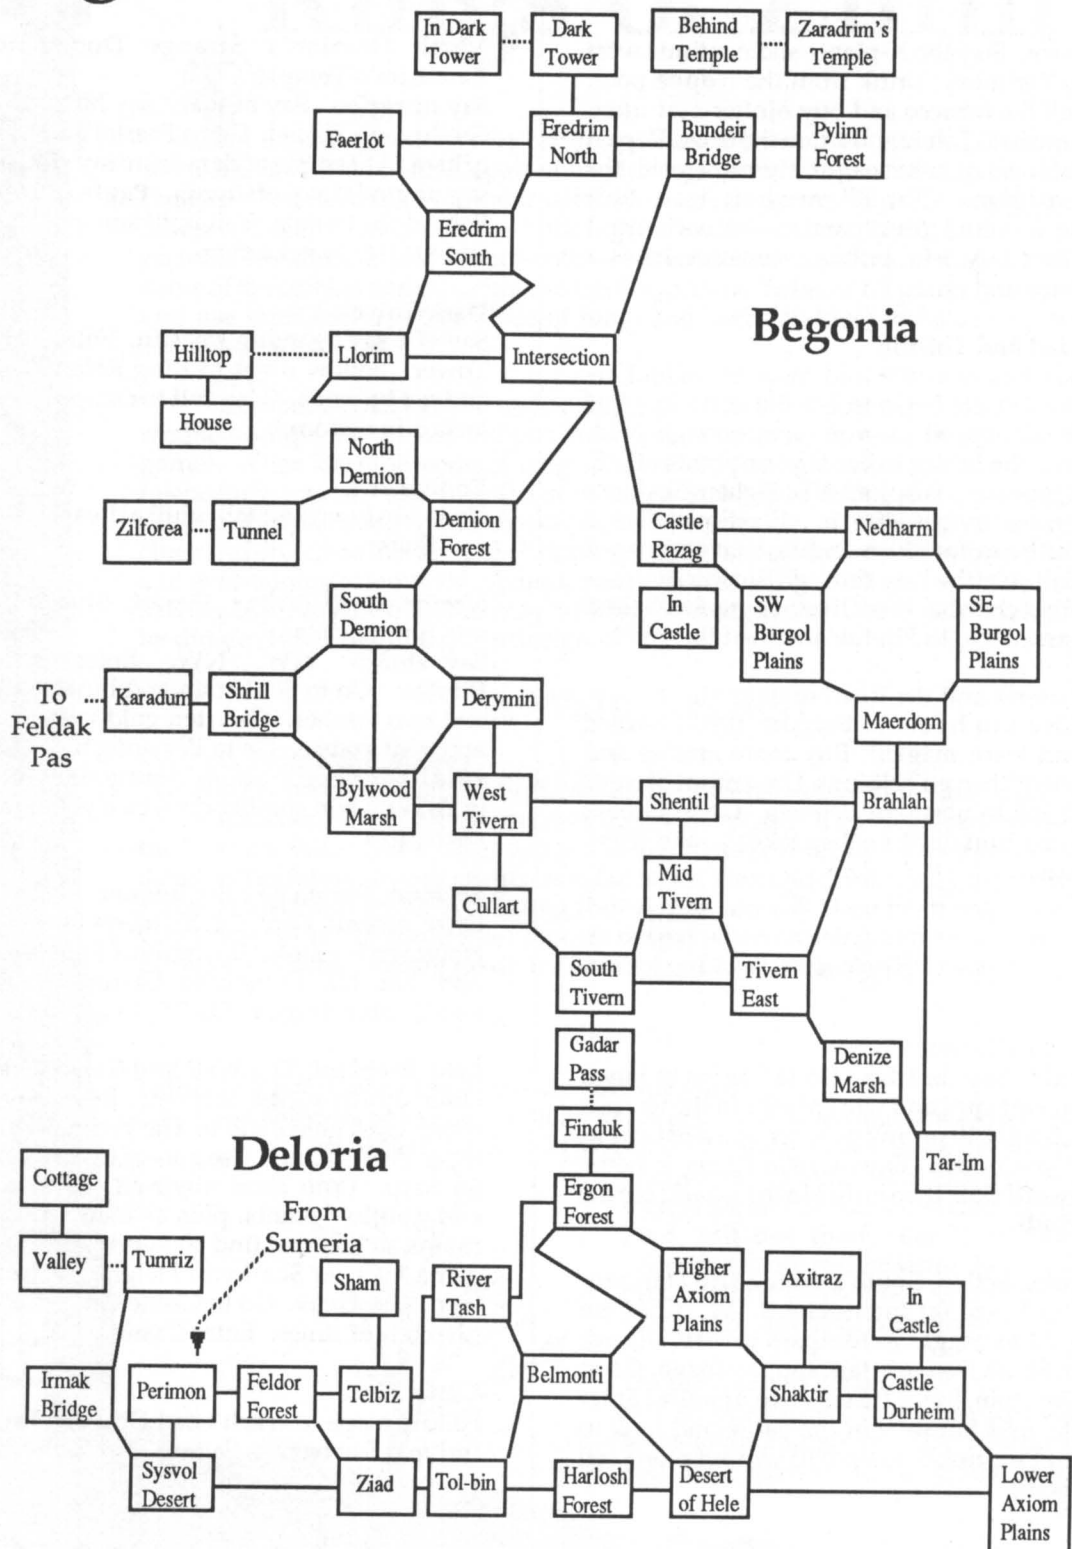 In Dark
Tower
Dark
Tower
Behind
Temple
Zaradrim's
Temple
Faerlot
Eredrim
North
Bundeir
Bridge
Pylinn
Forest
Eredrim
South
Begonia
Hilltop
Llorim
Intersection
House
North
Demion
Zilforea
Tunnel
Demion
Forest
Castle
Razag
Nedharm
South
Demion
In
Castle
SW
Burgol
Plains
SE
Burgol
Plains
To
Feldak
Pas
Karadum
Shrill
Bridge
Derymin
Maerdom
Bylwood
Marsh
West
Tivern
Shentil
Brahlah
Mid
Tivern
Cullart
South
Tivern
Tivern
East
Gadar
Pass
Denize
Marsh
Finduk
Tar-Im
Deloria
Cottage
From
Sumeria
Ergon
Forest
Valley
Tumriz
Sham
River
Tash
Higher
Axiom
Plains
Axitraz
In
Castle
Irmak
Bridge
Perimon
Feldor
Forest
Telbiz
Belmonti
Shaktir
Castle
Durheim
Sysvol
Desert
Ziad
Tol-bin
Harlosh
Forest
Desert
of Hele
Lower
Axiom
Plains